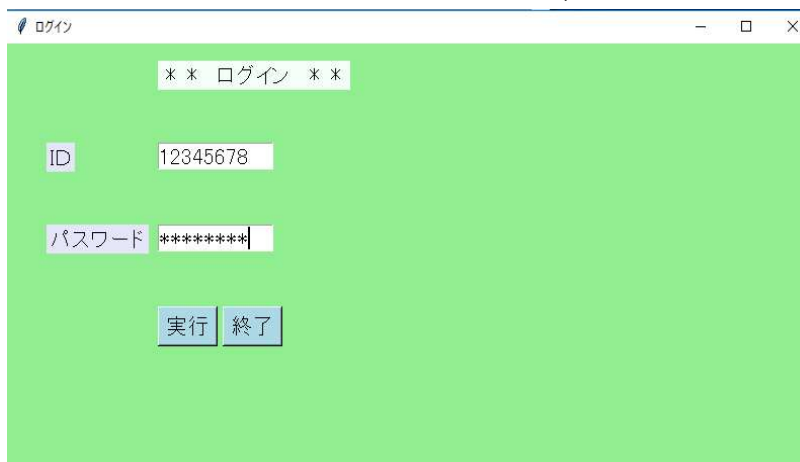 ログイン
＊＊　ログイン　＊＊
ID 12345678
パスワード ********
実行 終了